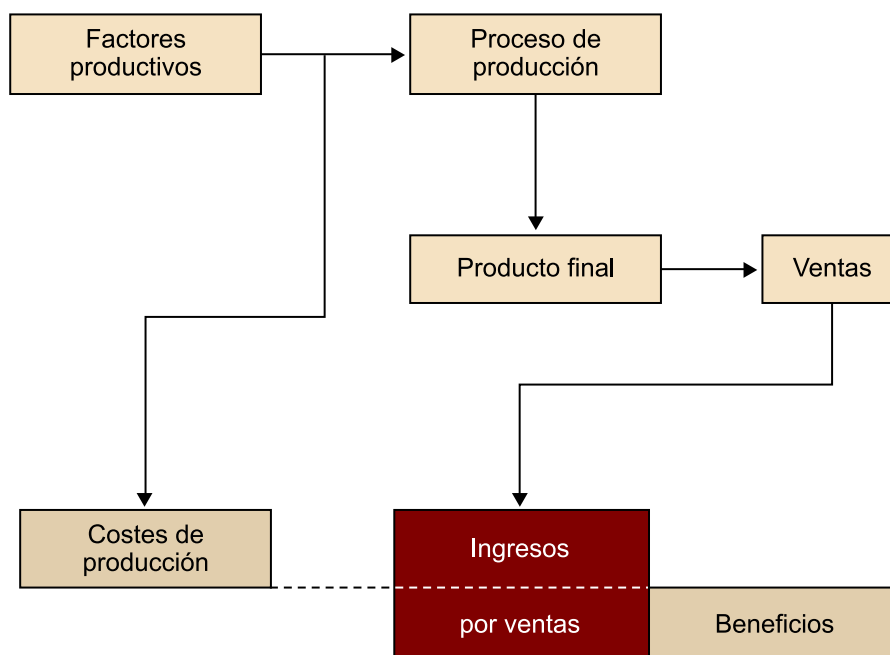 Factores
productivos
Proceso de
producción
Producto final
Ventas
Costes de
producción
Ingresos
por ventas
Beneficios